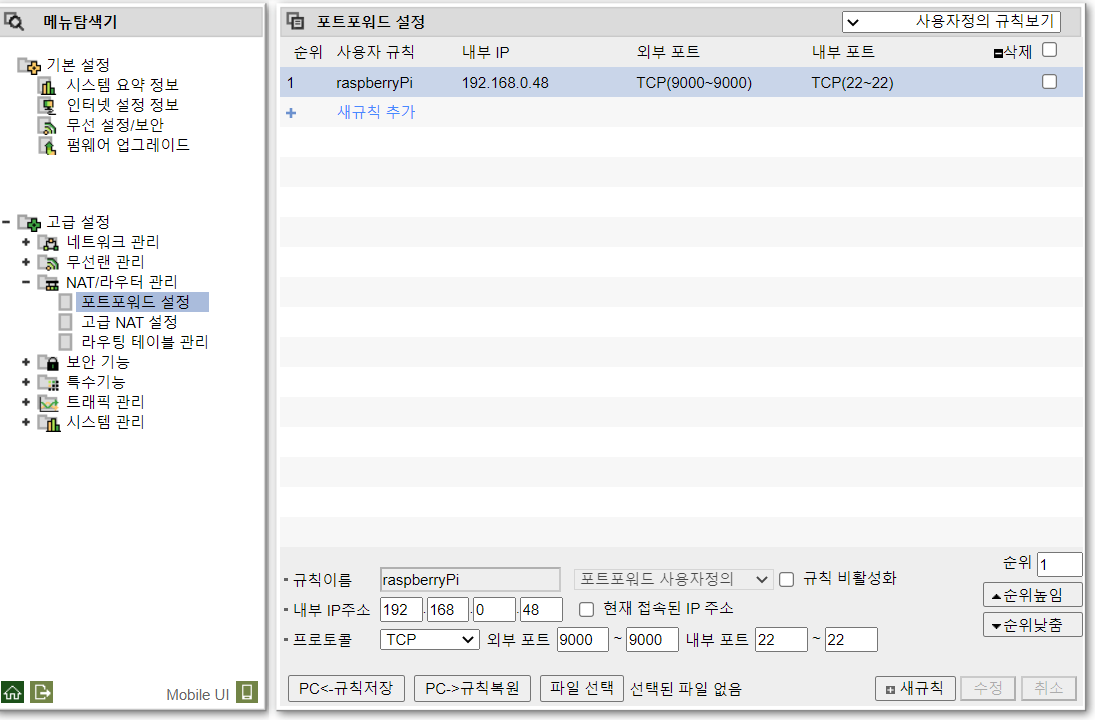 메뉴탐색기
기본 설정
시스템 요약 정보
인터넷 설정 정보
무선 설정/보안
펌웨어 업그레이드
고급 설정
네트워크 관리
무선랜 관리
NAT/라우터 관리
포트포워드 설정
고급 NAT 설정
라우팅 테이블 관리
보안 기능
특수기능
트래픽 관리
시스템 관리
Mobile UI
포트포워드 설정 사용자정의 규칙보기
순위 사용자 규칙 내부 IP 외부 포트 내부 포트 삭제
1 raspberryPi 192.168.0.48 TCP(9000~9000) TCP(22~22)
+ 새규칙 추가
순위 1
규칙이름 raspberryPi 포트포워드 사용자정의 규칙 비활성화
▲순위높임
내부 IP주소 192 . 168 . 0 . 48 현재 접속된 IP 주소
▼순위낮춤
프로토콜 TCP 외부 포트 9000 ~ 9000 내부 포트 22 ~ 22
PC<-규칙저장 PC->규칙복원 파일 선택 선택된 파일 없음 새규칙 수정 취소